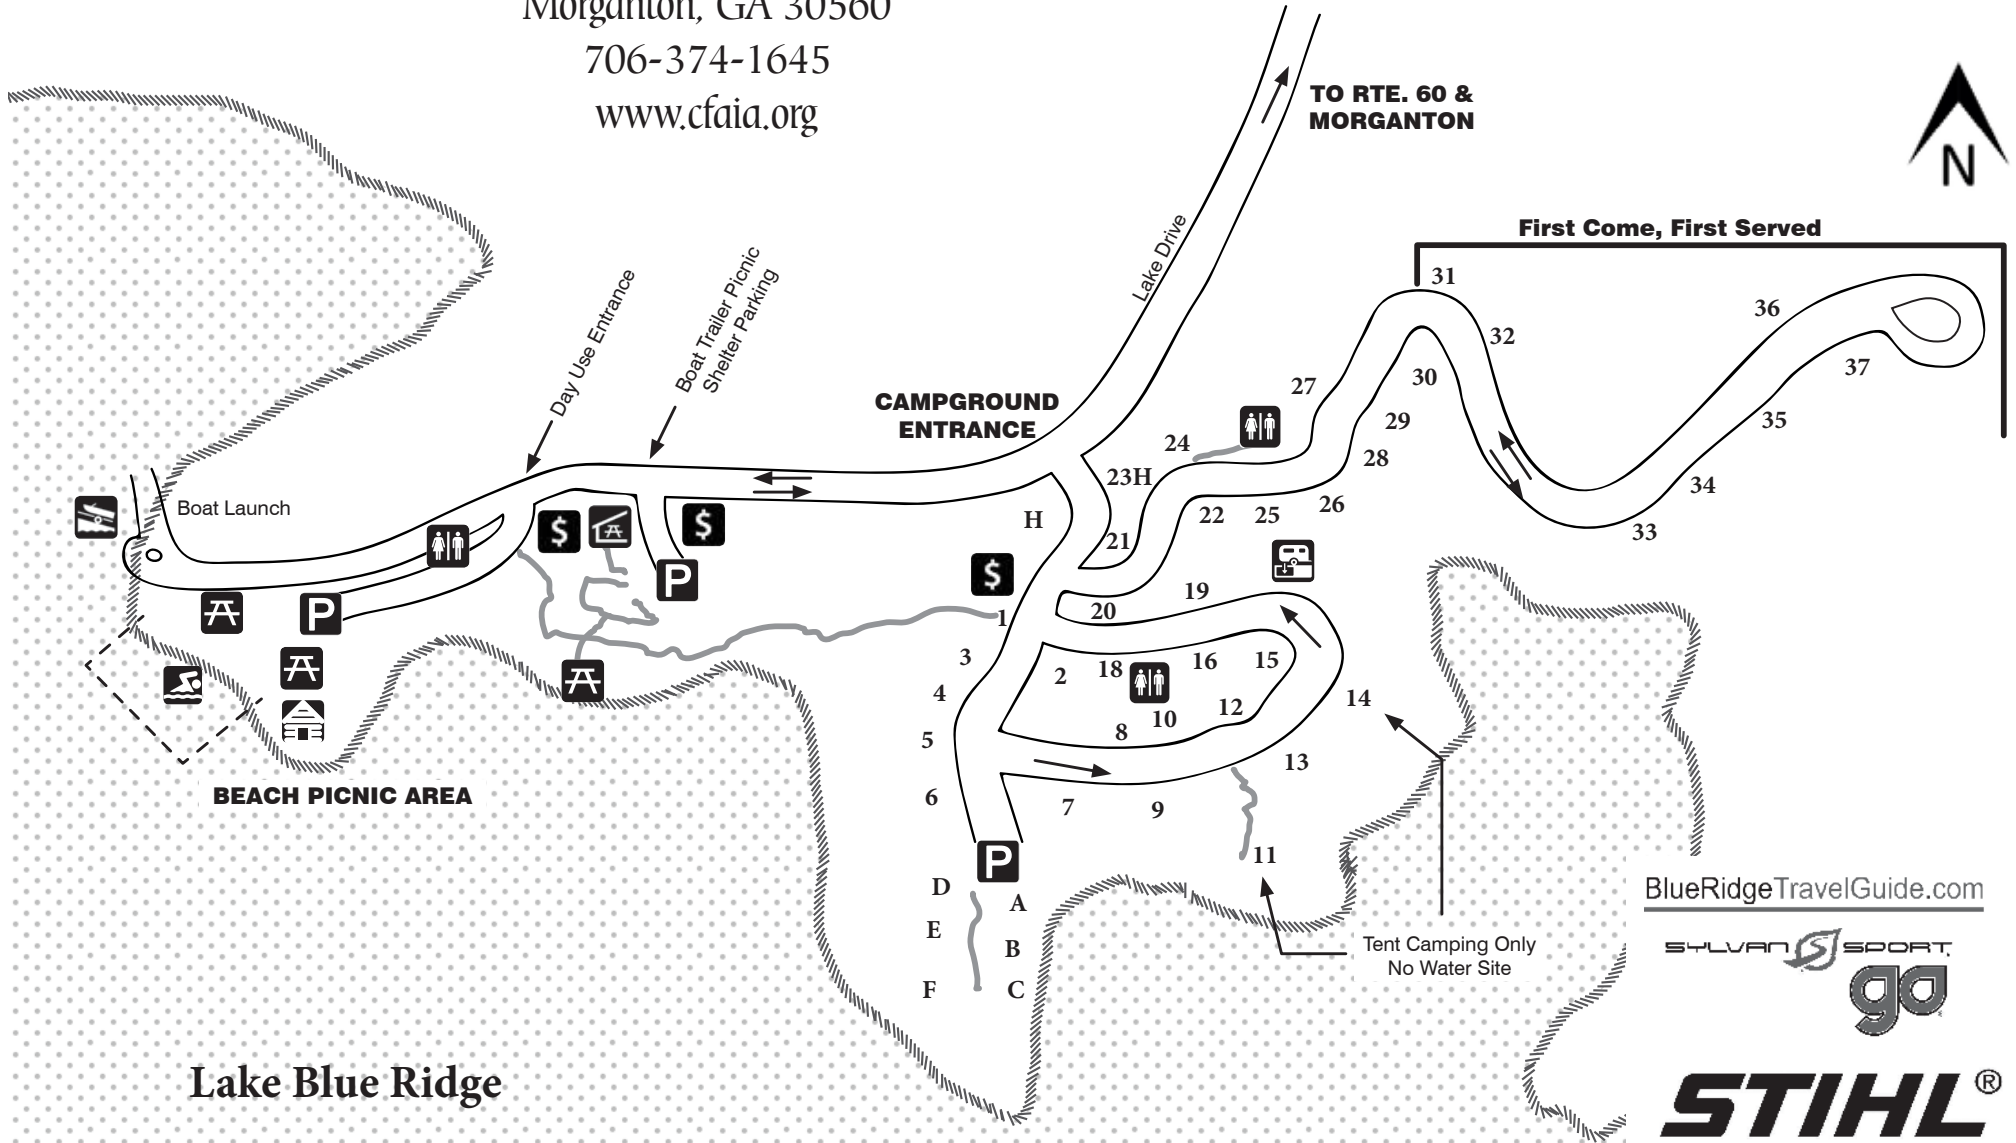 Morganton, GA 30560
706-374-1645
www.cfaia.org
TO RTE. 60 &
MORGANTON
N
First Come, First Served
Lake Drive
Day Use Entrance
Boat Trailer Picnic
Shelter Parking
CAMPGROUND
ENTRANCE
Boat Launch
31
36
32
37
27
30
35
29
24
28
23H
34
26
22
25
H
21
33
$
$
$
P
P
19
20
1
3
2
18
16
15
4
14
12
10
8
5
13
6
7
9
BEACH PICNIC AREA
11
P
D
A
E
B
F
C
Tent Camping Only
No Water Site
BlueRidgeTravelGuide.com
SYLVAN S SPORT
go
STIHL®
Lake Blue Ridge